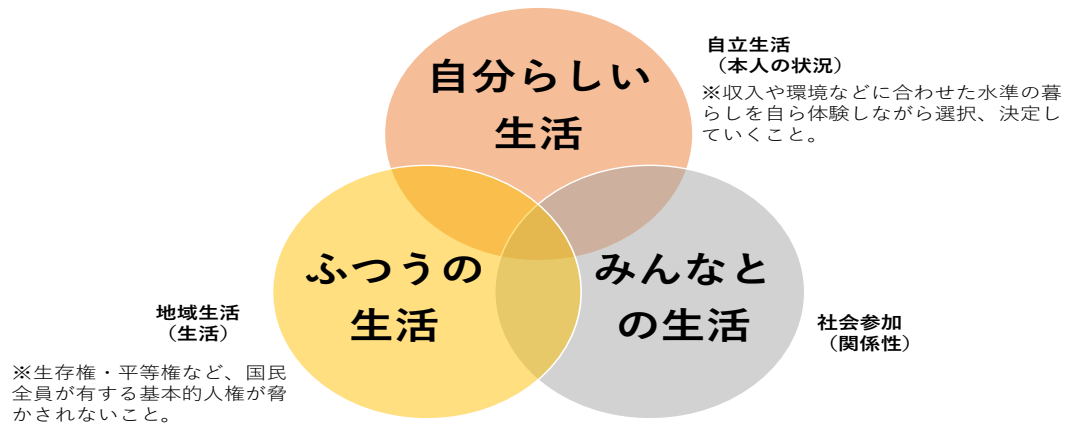 自分らしい
生活
自立生活
（本人の状況）
※収入や環境などに合わせた水準の暮
らしを自ら体験しながら選択、決定し
ていくこと。
ふつうの
生活
みんなと
の生活
地域生活
（生活）
※生存権・平等権など、国民
全員が有する基本的人権が脅
かされないこと。
社会参加
（関係性）